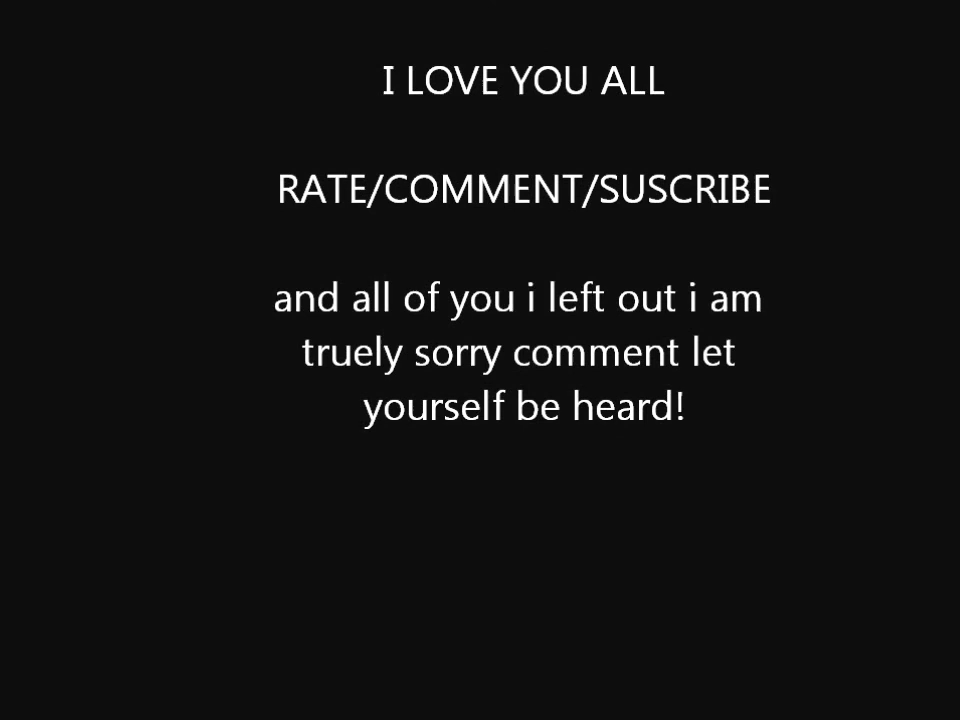 I LOVE YOU ALL
RATE/COMMENT/SUSCRIBE
and all of you i left out i am
truely sorry comment let
yourself be heard!